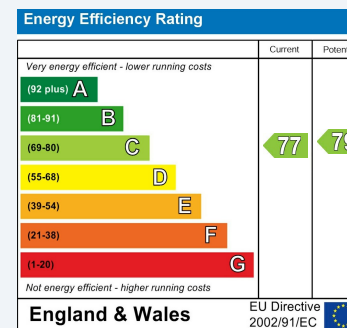 Energy Efficiency Rating
Current Poten
Very energy efficient - lower running costs
(92 plus) A
(81-91) B
(69-80) C 77 79
(55-68) D
(39-54) E
(21-38) F
(1-20) G
Not energy efficient - higher running costs
England & Wales
EU Directive
2002/91/EC